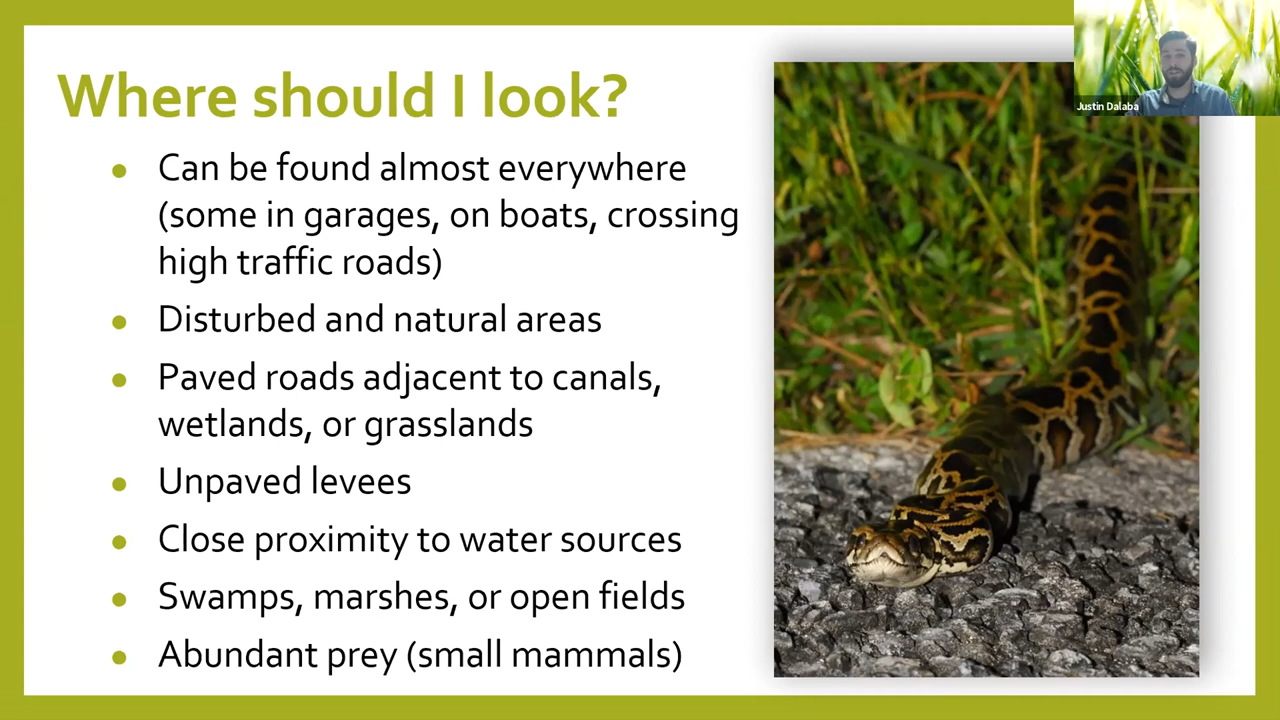 Where should I look?
Can be found almost everywhere
(some in garages, on boats, crossing
high traffic roads)
Disturbed and natural areas
Paved roads adjacent to canals,
wetlands, or grasslands
Unpaved levees
Close proximity to water sources
Swamps, marshes, or open fields
Abundant prey (small mammals)
Justin Dalaba